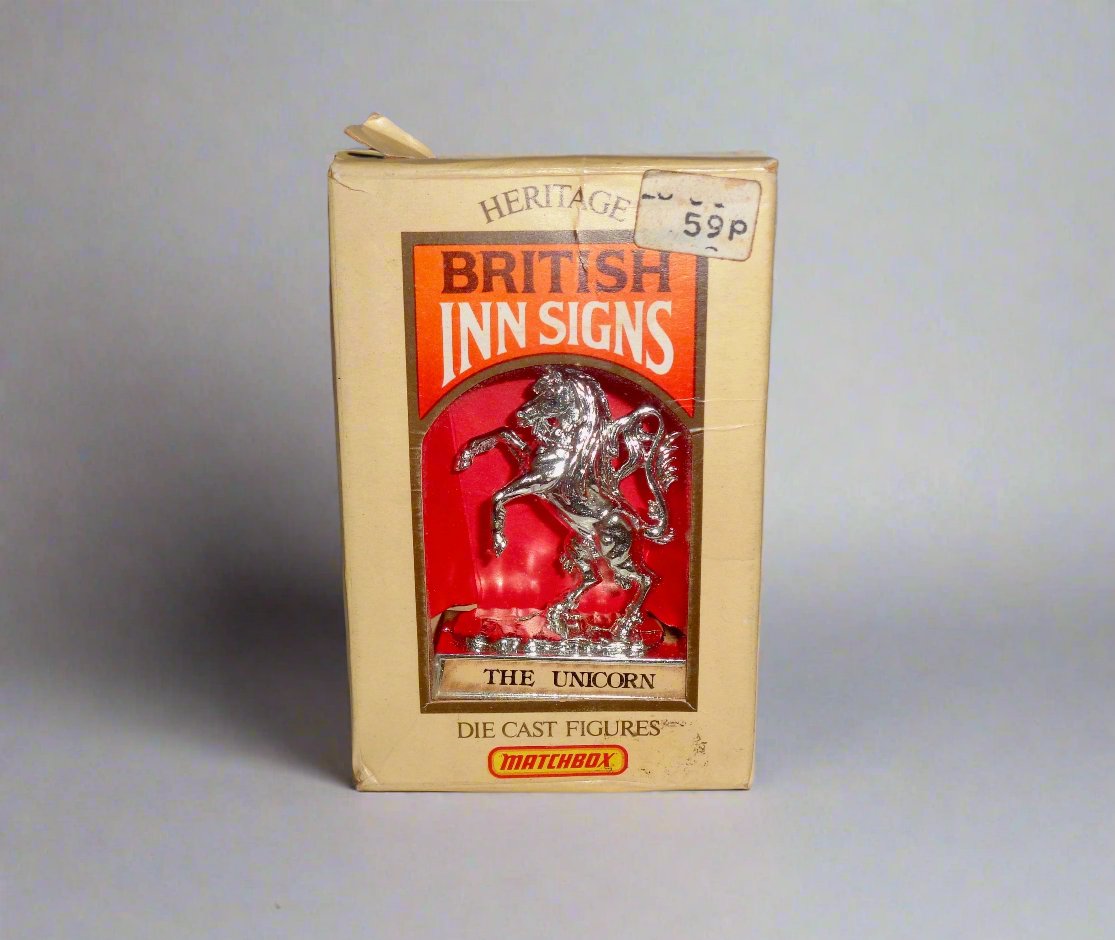 HERITAGE
59P
BRITISH
INN SIGNS
THE UNICORN
DIE CAST FIGURES
MATCHBOX